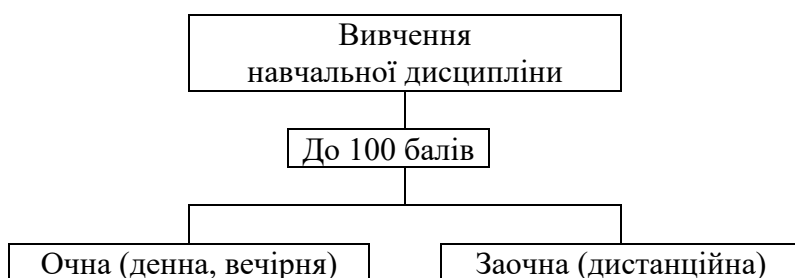 Вивчення
навчальної дисципліни
До 100 балів
Очна (денна, вечірня)
Заочна (дистанційна)